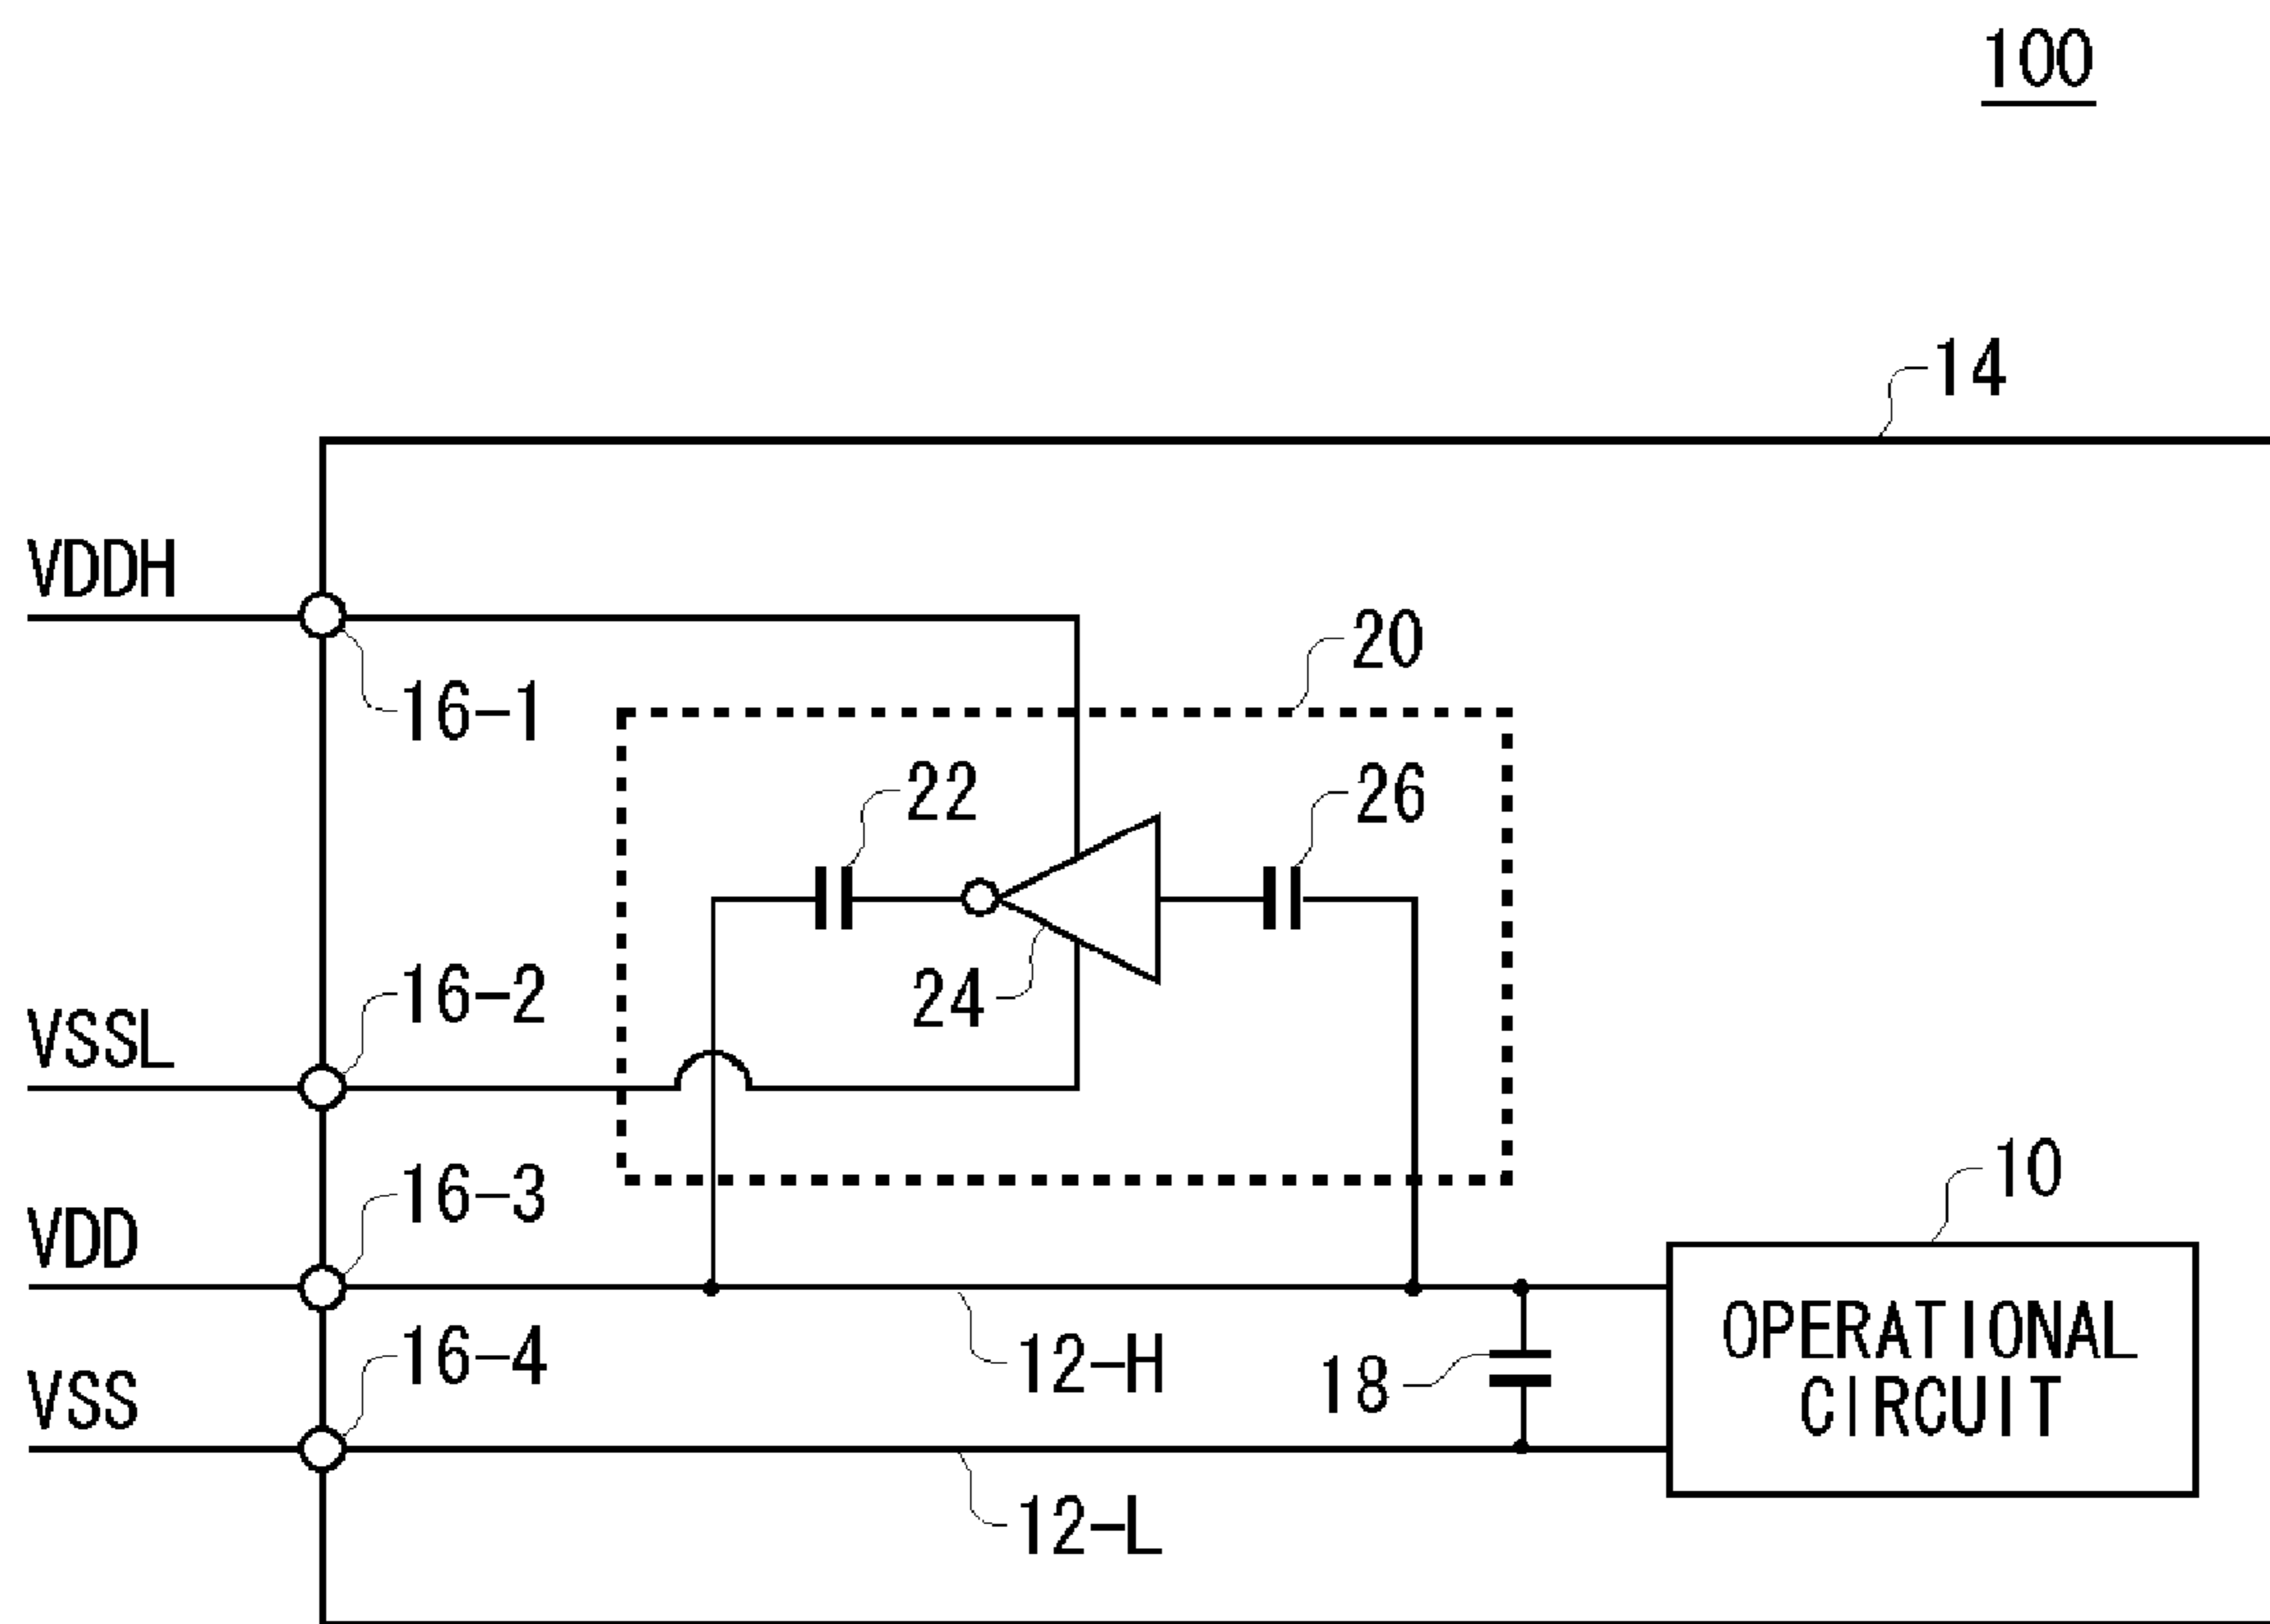 100
14
VDDH
16-1
20
22
26
24
16-2
VSSL
16-3
VDD
10
OPERATIONAL
CIRCUIT
16-4
VSS
12-H
18
12-L